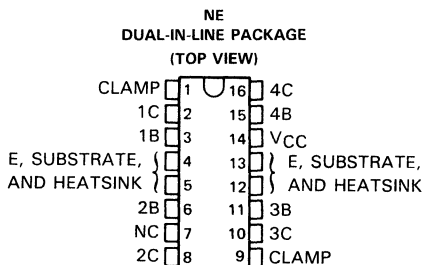 NE
DUAL-IN-LINE PACKAGE
(TOP VIEW)
CLAMP 1 16 4C
1C 2 15 4B
1B 3 14 VCC
E, SUBSTRATE, 4 13 E, SUBSTRATE,
AND HEATSINK 5 12 AND HEATSINK
2B 6 11 3B
NC 7 10 3C
2C 8 9 CLAMP